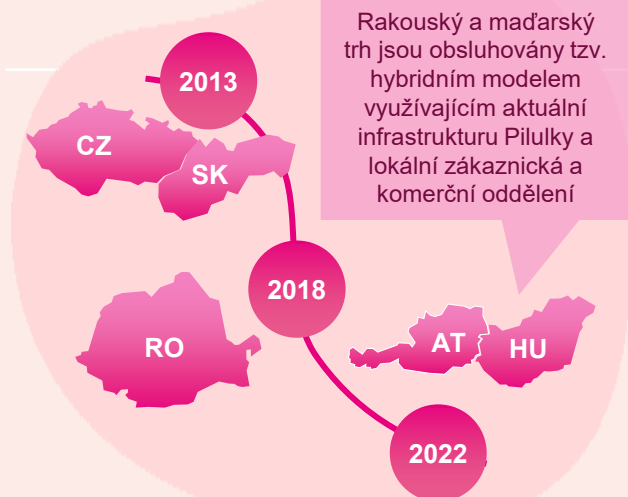 Rakouský a maďarský
trh jsou obsluhovány tzv.
hybridním modelem
využívajícím aktuální
infrastrukturu Pilulky a
lokální zákaznická a
komerční oddělení
2013
CZ
SK
2018
RO
AT
HU
2022